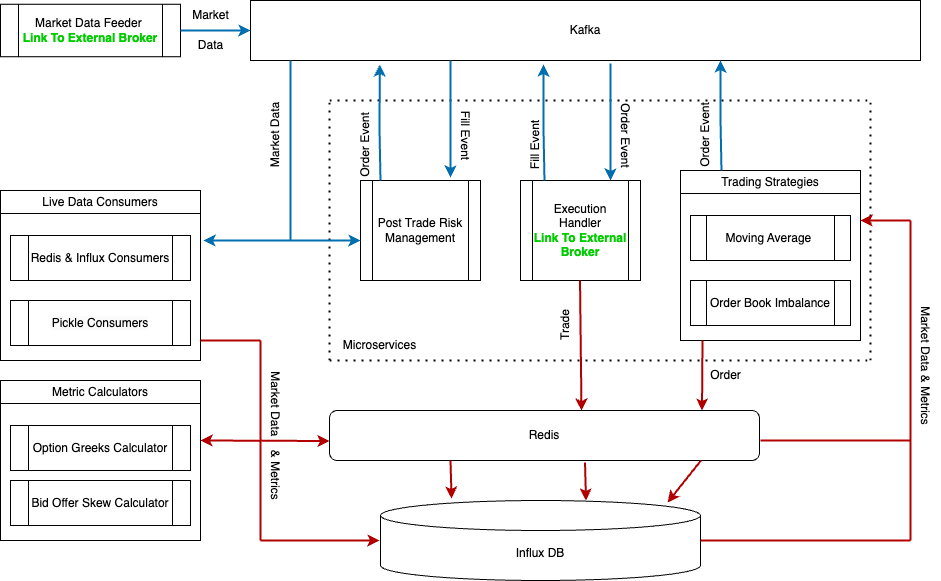 Market Data Feeder
Link To External Broker
Market
Data
Kafka
Market Data
Order Event
Fill Event
Fill Event
Order Event
Order Event
Live Data Consumers
Redis & Influx Consumers
Pickle Consumers
Post Trade Risk
Management
Execution
Handler
Link To External
Broker
Trading Strategies
Moving Average
Order Book Imbalance
Microservices
Trade
Order
Market Data & Metrics
Metric Calculators
Option Greeks Calculator
Bid Offer Skew Calculator
Market Data & Metrics
Redis
Influx DB